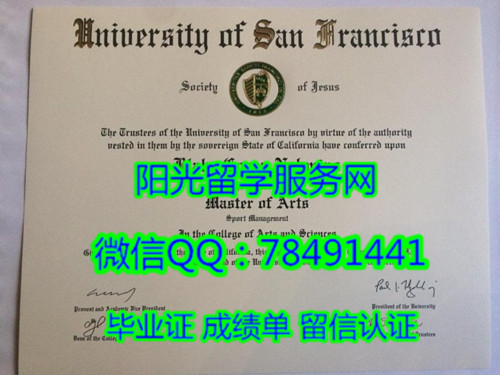 University of San Francisco
Society of Jesus
The Trustees of the University of San Francisco by virtue of the authority
vested in them by the sovereign State of California have conferred upon
阳光留学服务网
Master of Arts
Sport Management
In the College of Arts and Sciences
微信QQ：78491441
Provost and Academic Vice President
President of the University
毕业证 成绩单 留信认证
Dean of the College
Trustees